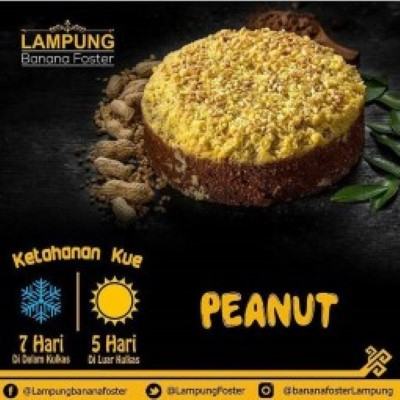 LAMPUNG
Banana Foster
Ketahanan Kue
7 Hari
Di Dalam Kulkas
5 Hari
Di Luar Kulkas
PEANUT
@Lampungbananafoster
@LampungFoster
@bananafosterLampung